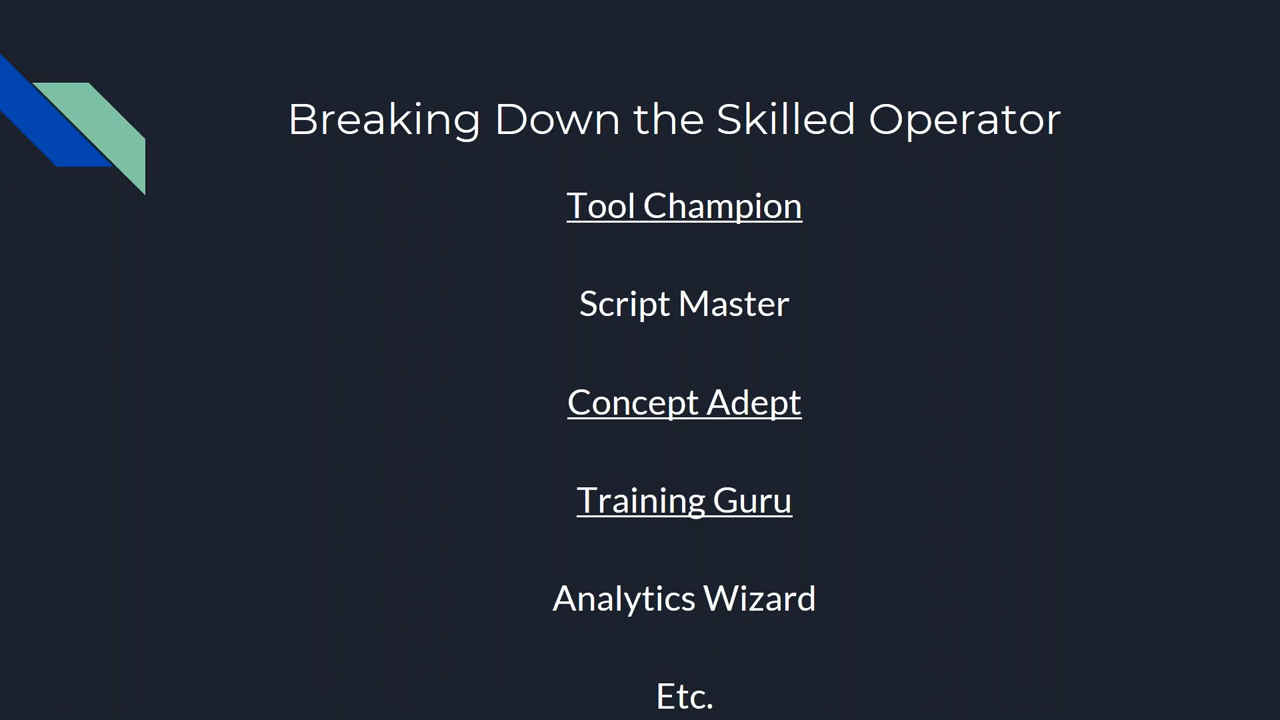 Breaking Down the Skilled Operator
Tool Champion
Script Master
Concept Adept
Training Guru
Analytics Wizard
Etc.